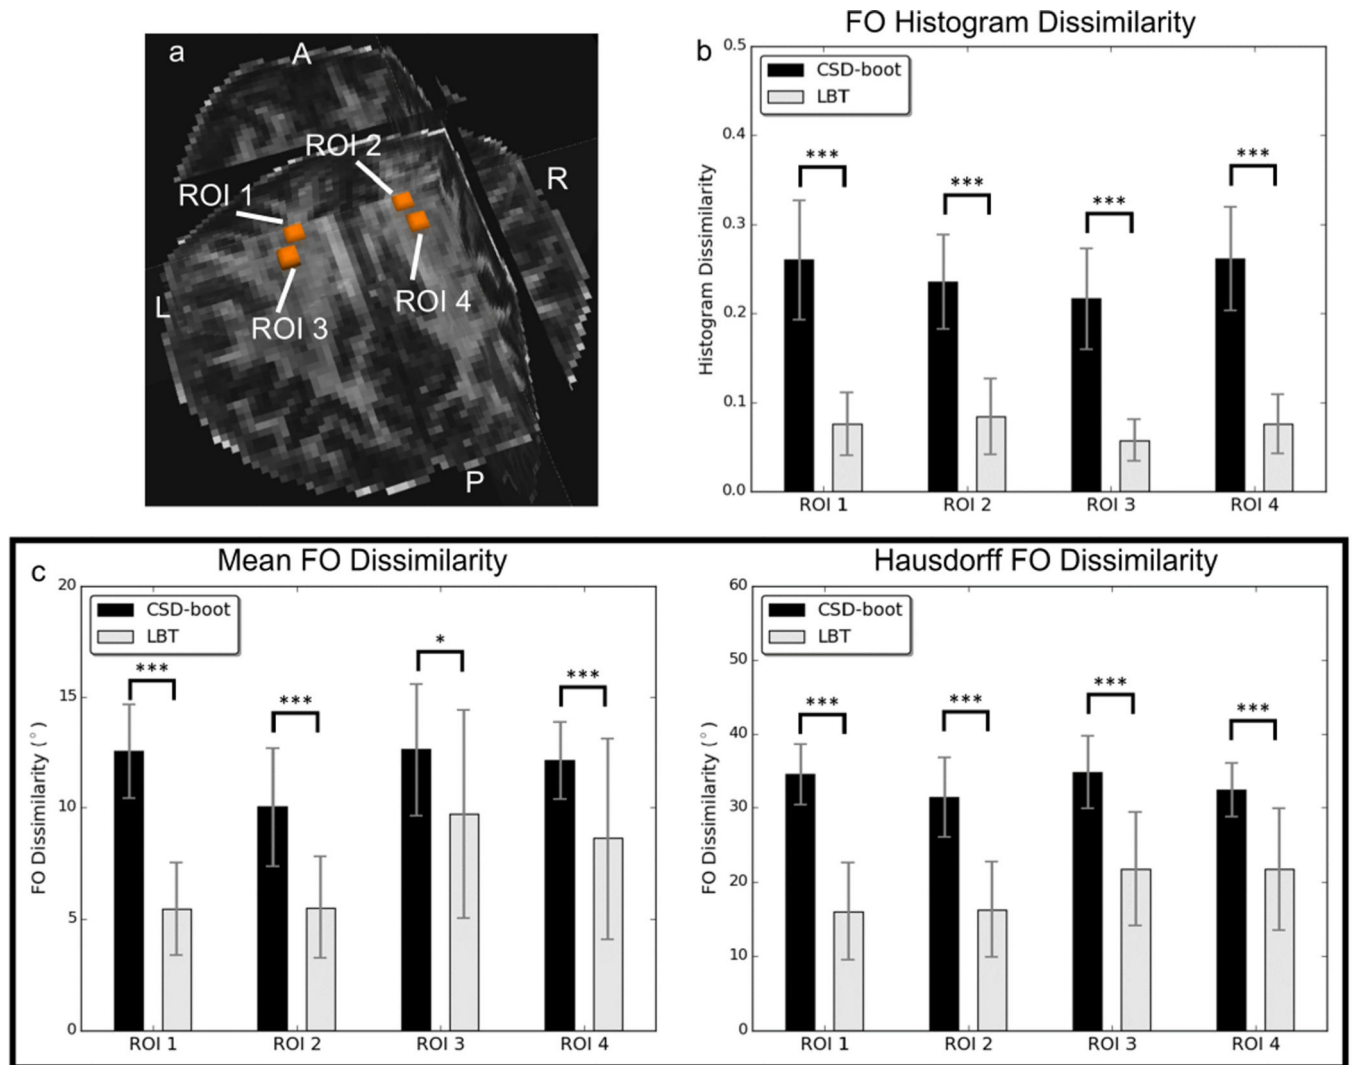 a
A
ROI 2
ROI 1
R
L
ROI 4
ROI 3
P
FO Histogram Dissimilarity
b
0.5
CSD-boot
LBT
0.4
0.3
0.2
0.1
0.0
Histogram Dissimilarity
***
***
***
***
ROI 1 ROI 2 ROI 3 ROI 4
c
Mean FO Dissimilarity
20
CSD-boot
LBT
15
10
5
0
FO Dissimilarity (°)
***
***
*
***
ROI 1 ROI 2 ROI 3 ROI 4
Hausdorff FO Dissimilarity
60
CSD-boot
LBT
50
40
30
20
10
0
FO Dissimilarity (°)
***
***
***
***
ROI 1 ROI 2 ROI 3 ROI 4